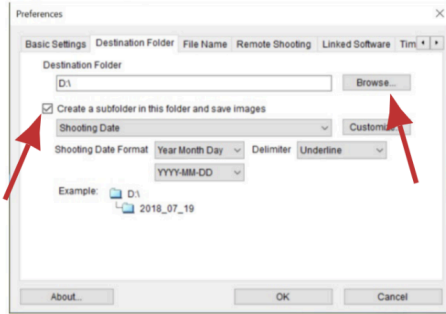 Preferences
Basic Settings Destination Folder File Name Remote Shooting Linked Software Tim
Destination Folder
D:\ Browse...
Create a subfolder in this folder and save images
Shooting Date
Shooting Date Format Year Month Day Delimiter Underline
YYYY-MM-DD
Example: D:\
2018_07_19
About... OK Cancel